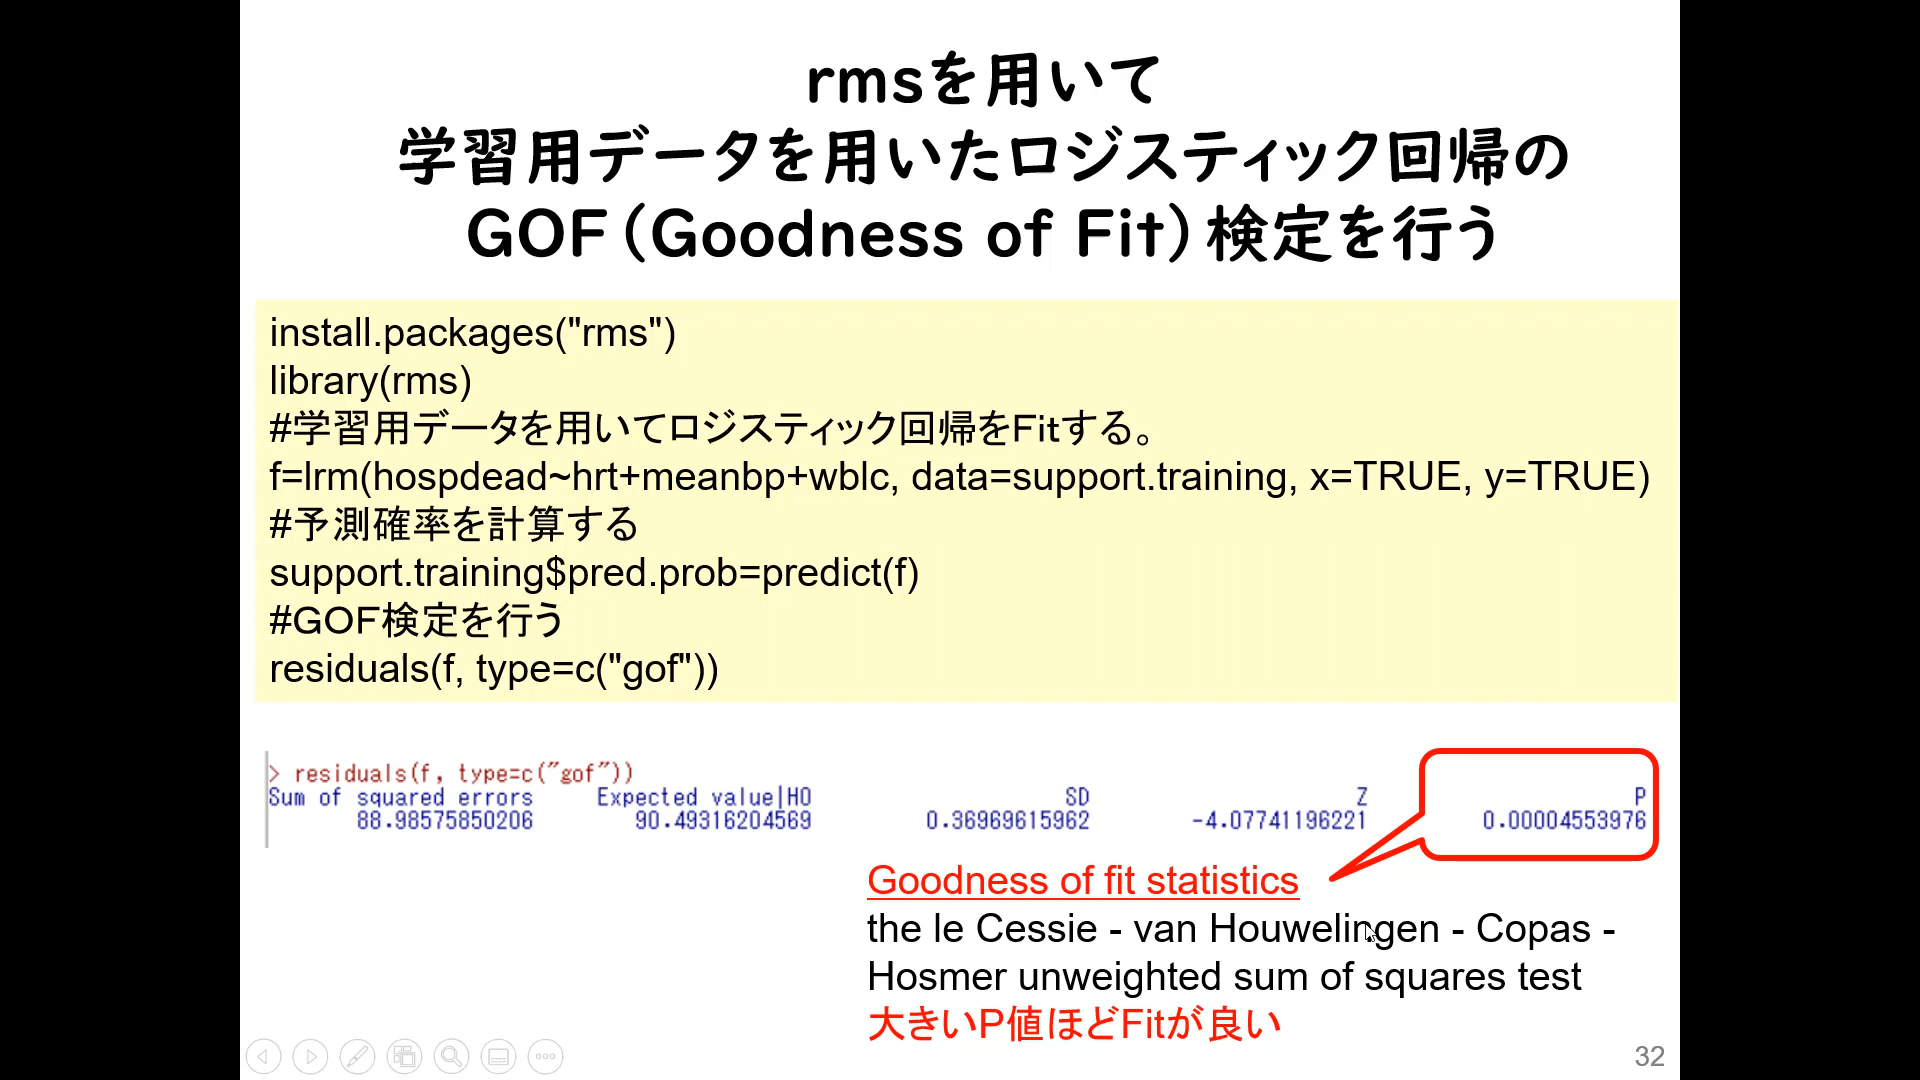 rmsを用いて
学習用データを用いたロジスティック回帰の
GOF(Goodness of Fit)検定を行う
install.packages("rms")
library(rms)
#学習用データを用いてロジスティック回帰をFitする。
f=lrm(hospdead~hrt+meanbp+wblc, data=support.training, x=TRUE, y=TRUE)
#予測確率を計算する
support.training$pred.prob=predict(f)
#GOF検定を行う
residuals(f, type=c("gof"))
> residuals(f, type=c("gof"))
Sum of squared errors Expected value|H0 SD Z P
88.98575850206 90.49316204569 0.36969615962 -4.07741196221 0.00004553976
Goodness of fit statistics
the le Cessie - van Houwelingen - Copas -
Hosmer unweighted sum of squares test
大きいP値ほどFitが良い
32